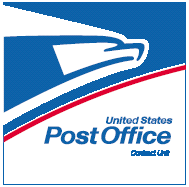 United States
Post Office
Contract Unit